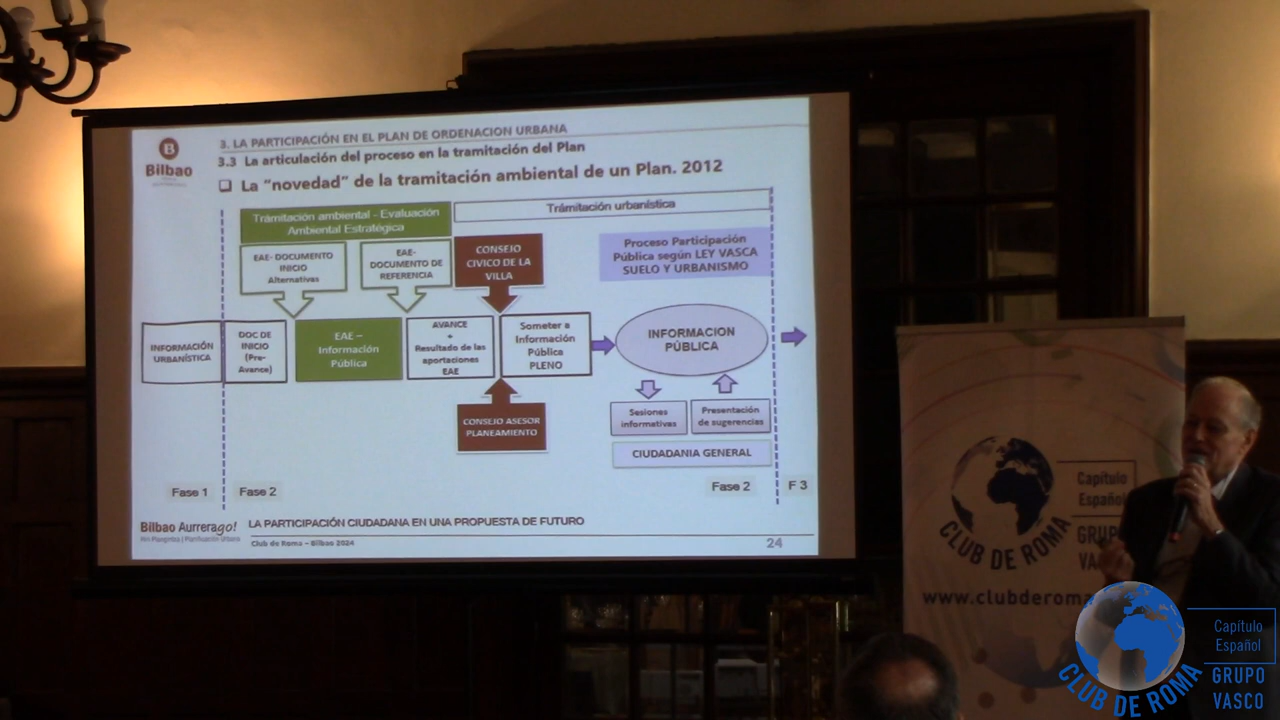 B
Bilbao
3. LA PARTICIPACIÓN EN EL PLAN DE ORDENACION URBANA
3.3 La articulación del proceso en la tramitación del Plan
❑ La “novedad” de la tramitación ambiental de un Plan. 2012
Trámitación ambiental - Evaluación
Ambiental Estratégica
Trámitación urbanística
EAE- DOCUMENTO
INICIO
Alternativas
EAE-
DOCUMENTO DE
REFERENCIA
CONSEJO
CIVICO DE LA
VILLA
Proceso Participación
Pública según LEY VASCA
SUELO Y URBANISMO
INFORMACIÓN
URBANÍSTICA
DOC DE
INICIO
(Pre-
Avance)
EAE –
Información
Pública
AVANCE
+
Resultado de las
aportaciones
EAE
Someter a
Información
Pública
PLENO
INFORMACION
PÚBLICA
CONSEJO ASESOR
PLANEAMIENTO
Sesiones
informativas
Presentación
de sugerencias
CIUDADANIA GENERAL
Fase 1
Fase 2
Fase 2
F 3
Bilbao Aurrerago!
LA PARTICIPACIÓN CIUDADANA EN UNA PROPUESTA DE FUTURO
Club de Roma – Bilbao 2024
24
CLUB DE ROMA
Capítulo
Español
GRU
VA
www.clubderoma
CLUB DE ROMA
Capítulo
Español
GRUPO
VASCO